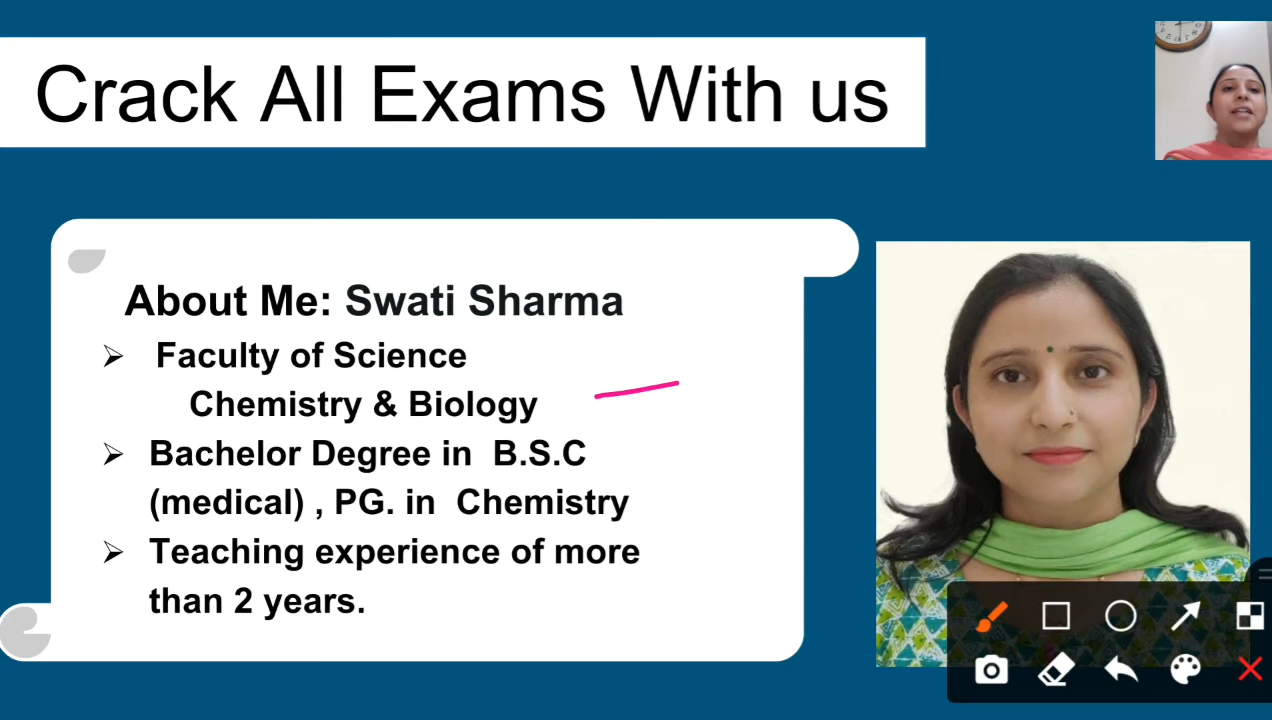 Crack All Exams With us
About Me: Swati Sharma
➢ Faculty of Science
Chemistry & Biology
➢ Bachelor Degree in B.S.C
(medical) , PG. in Chemistry
➢ Teaching experience of more
than 2 years.